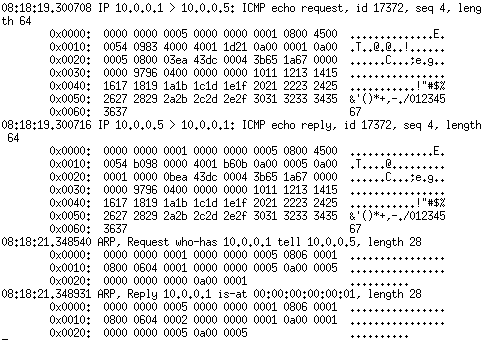 08:18:19.300708 IP 10.0.0.1 > 10.0.0.5: ICMP echo request, id 17372, seq 4, leng
th 64
0x0000: 0000 0000 0005 0000 0000 0001 0800 4500 ..............E.
0x0010: 0054 0983 4000 4001 1d21 0a00 0001 0a00 .T..@.@..!......
0x0020: 0005 0800 03ea 43dc 0004 3b65 1a67 0000 ......C...;e.g..
0x0030: 0000 9796 0400 0000 0000 1011 1213 1415 ................
0x0040: 1617 1819 1a1b 1c1d 1e1f 2021 2223 2425 ...........!"#$%
0x0050: 2627 2829 2a2b 2c2d 2e2f 3031 3233 3435 &'()*+,-./012345
0x0060: 3637 67
08:18:19.300716 IP 10.0.0.5 > 10.0.0.1: ICMP echo reply, id 17372, seq 4, length
64
0x0000: 0000 0000 0001 0000 0000 0005 0800 4500 ..............E.
0x0010: 0054 b098 0000 4001 b60b 0a00 0005 0a00 .T....@.........
0x0020: 0001 0000 0bea 43dc 0004 3b65 1a67 0000 ......C...;e.g..
0x0030: 0000 9796 0400 0000 0000 1011 1213 1415 ................
0x0040: 1617 1819 1a1b 1c1d 1e1f 2021 2223 2425 ...........!"#$%
0x0050: 2627 2829 2a2b 2c2d 2e2f 3031 3233 3435 &'()*+,-./012345
0x0060: 3637 67
08:18:21.348540 ARP, Request who-has 10.0.0.1 tell 10.0.0.5, length 28
0x0000: 0000 0000 0001 0000 0000 0005 0806 0001 ................
0x0010: 0800 0604 0001 0000 0000 0005 0a00 0005 ................
0x0020: 0000 0000 0000 0a00 0001 ..........
08:18:21.348931 ARP, Reply 10.0.0.1 is-at 00:00:00:00:00:01, length 28
0x0000: 0000 0000 0005 0000 0000 0001 0806 0001 ................
0x0010: 0800 0604 0002 0000 0000 0001 0a00 0001 ................
0x0020: 0000 0000 0005 0a00 0005 ..........